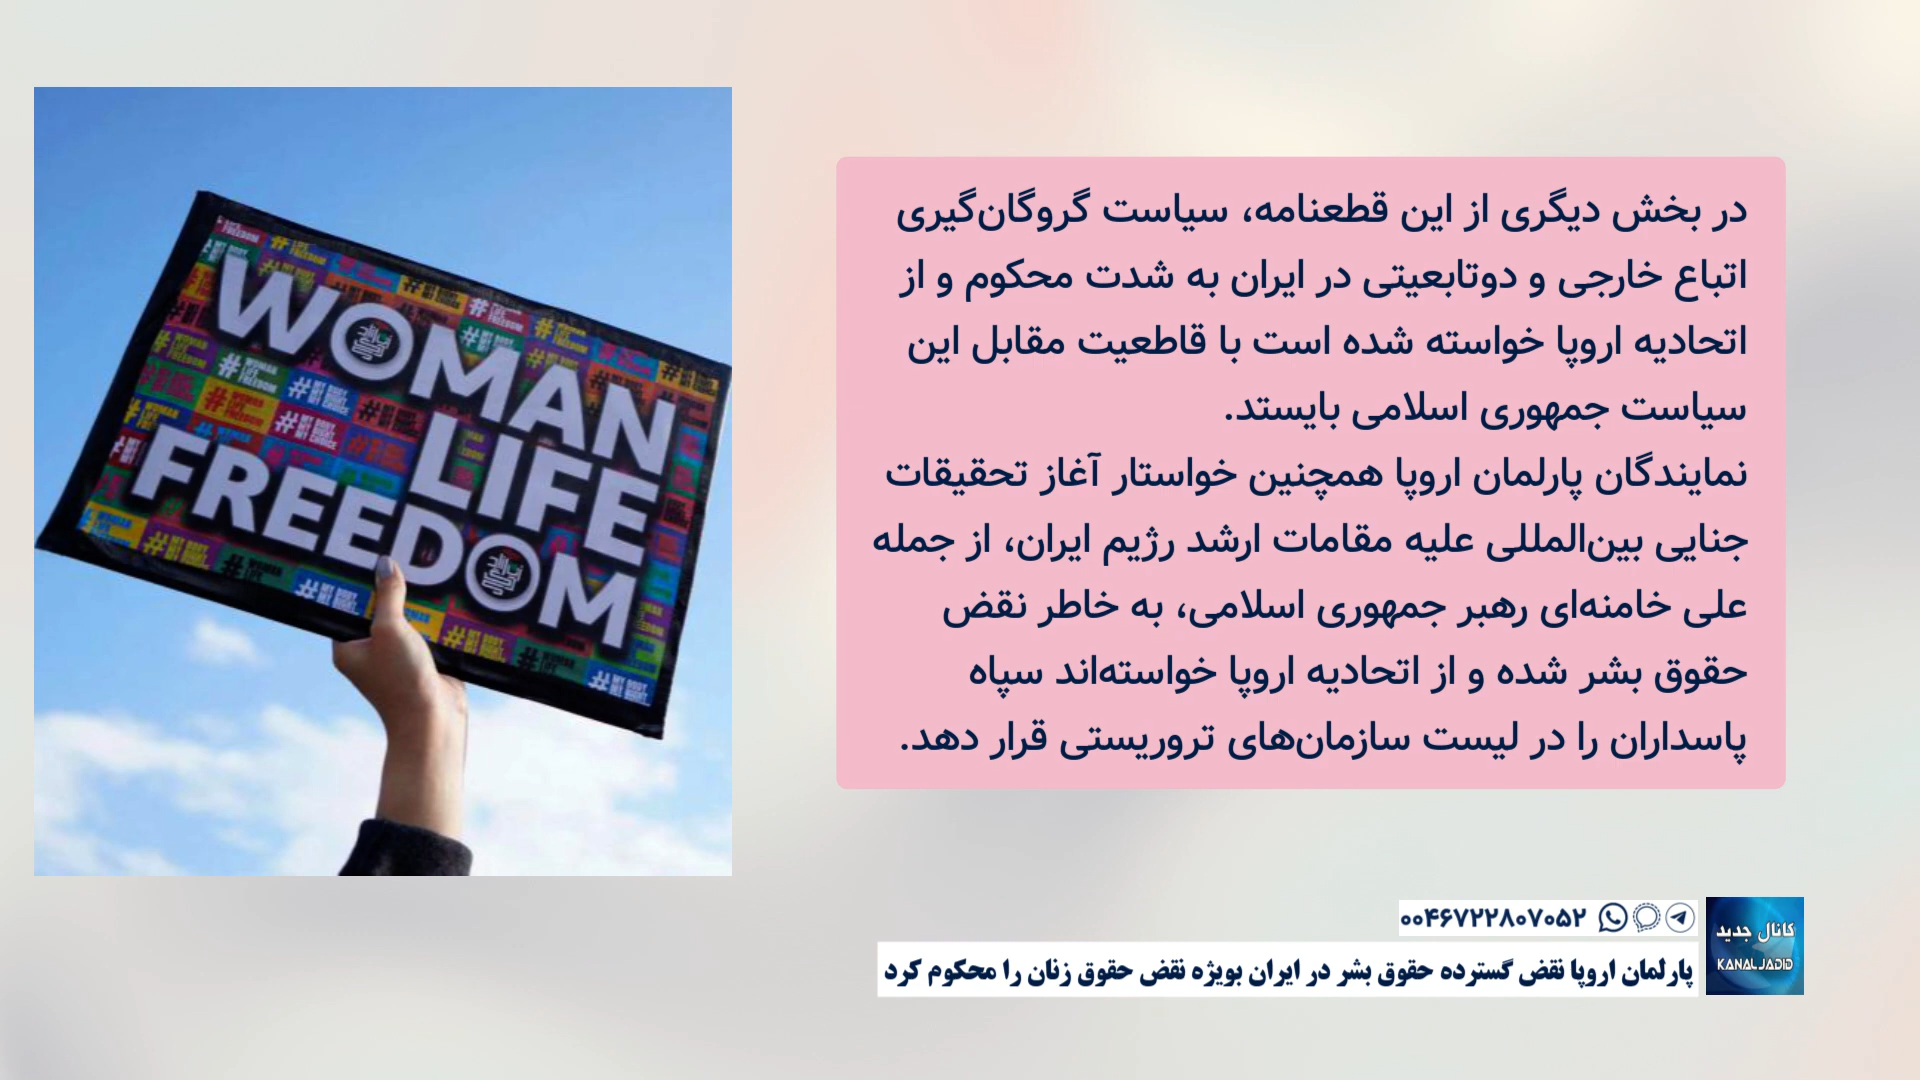 WOMAN
LIFE
FREEDOM
در بخش دیگری از این قطعنامه، سیاست گروگان‌گیری
اتباع خارجی و دوتابعیتی در ایران به شدت محکوم و از
اتحادیه اروپا خواسته شده است با قاطعیت مقابل این
سیاست جمهوری اسلامی بایستد.
نمایندگان پارلمان اروپا همچنین خواستار آغاز تحقیقات
جنایی بین‌المللی علیه مقامات ارشد رژیم ایران، از جمله
علی خامنه‌ای رهبر جمهوری اسلامی، به خاطر نقض
حقوق بشر شده و از اتحادیه اروپا خواسته‌اند سپاه
پاسداران را در لیست سازمان‌های تروریستی قرار دهد.
۰۰۴۶۷۲۲۸۰۷۰۵۲
پارلمان اروپا نقض گسترده حقوق بشر در ایران بویژه نقض حقوق زنان را محکوم کرد
کانال جدید
KANAL JADID